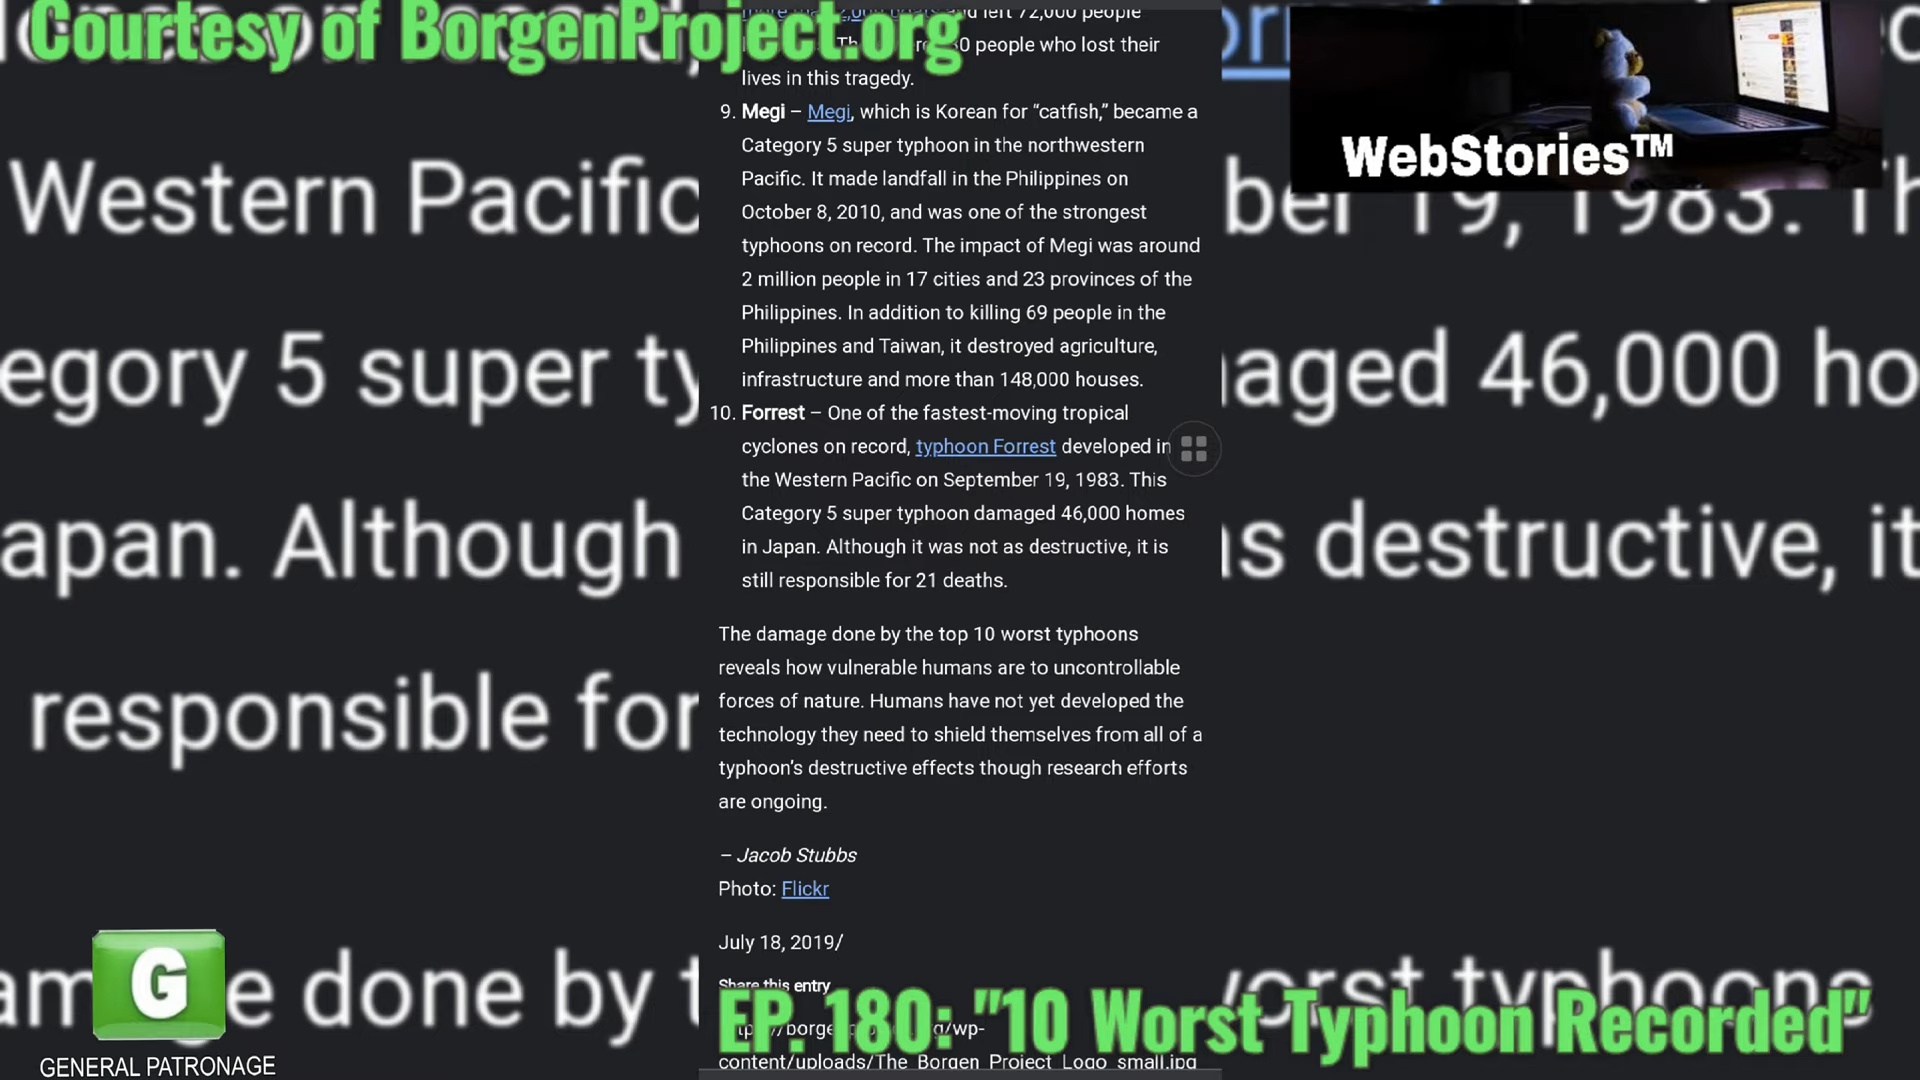 Courtesy of BorgenProject.org
left 72,000 people
people who lost their
lives in this tragedy.
9. Megi – Megi, which is Korean for “catfish,” became a
Category 5 super typhoon in the northwestern
Pacific. It made landfall in the Philippines on
October 8, 2010, and was one of the strongest
typhoons on record. The impact of Megi was around
2 million people in 17 cities and 23 provinces of the
Philippines. In addition to killing 69 people in the
Philippines and Taiwan, it destroyed agriculture,
infrastructure and more than 148,000 houses.
10. Forrest – One of the fastest-moving tropical
cyclones on record, typhoon Forrest developed in
the Western Pacific on September 19, 1983. This
Category 5 super typhoon damaged 46,000 homes
in Japan. Although it was not as destructive, it is
still responsible for 21 deaths.
The damage done by the top 10 worst typhoons
reveals how vulnerable humans are to uncontrollable
forces of nature. Humans have not yet developed the
technology they need to shield themselves from all of a
typhoon’s destructive effects though research efforts
are ongoing.
– Jacob Stubbs
Photo: Flickr
July 18, 2019/
Share this entry
content/uploads/The_Borgen_Project_Logo_small.jpg
WebStories™
Western Pacific
ber 19, 1983. Th
egory 5 super ty
aged 46,000 ho
apan. Although
as destructive, it
responsible for
done by t
worst typhoons
G
GENERAL PATRONAGE
EP. 180: "10 Worst Typhoon Recorded"